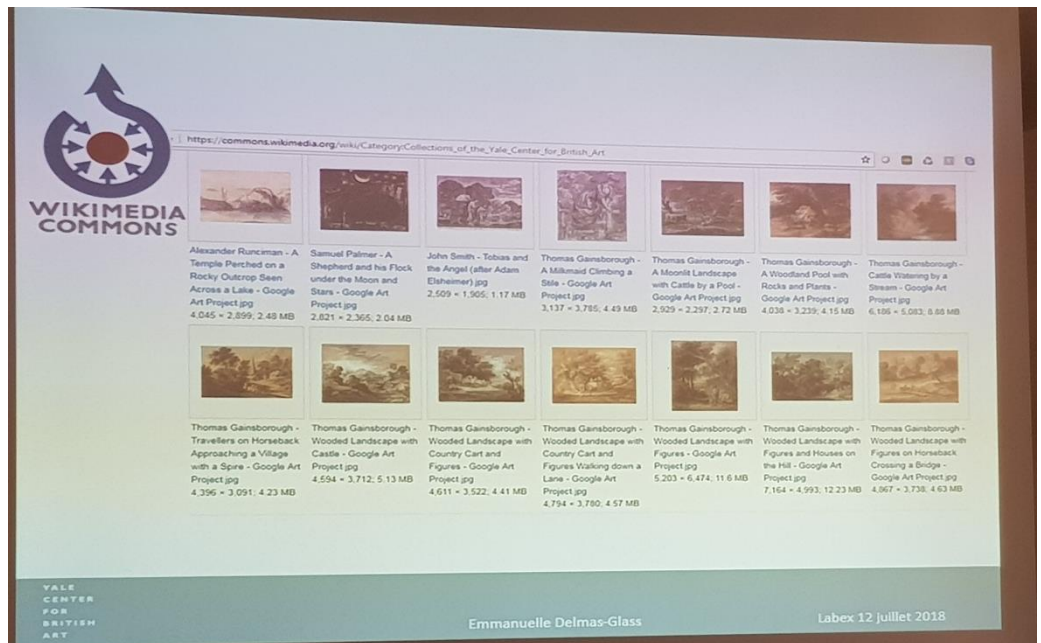 WIKIMEDIA
COMMONS
https://commons.wikimedia.org/wiki/Category:Collections_of_the_Yale_Center_for_British_Art
Alexander Runciman - A
Temple Perched on a
Rocky Outcrop Seen
Across a Lake - Google
Art Project.jpg
4,045 × 2,899; 2.48 MB
Samuel Palmer - A
Shepherd and his Flock
under the Moon and
Stars - Google Art
Project.jpg
2,821 × 2,365; 2.04 MB
John Smith - Tobias and
the Angel (after Adam
Elsheimer).jpg
2,509 × 1,905; 1.17 MB
Thomas Gainsborough -
A Milkmaid Climbing a
Stile - Google Art
Project.jpg
3,137 × 3,785; 4.49 MB
Thomas Gainsborough -
A Moonlit Landscape
with Cattle by a Pool -
Google Art Project.jpg
2,929 × 2,297; 2.72 MB
Thomas Gainsborough -
A Woodland Pool with
Rocks and Plants -
Google Art Project.jpg
4,038 × 3,239; 4.15 MB
Thomas Gainsborough -
Cattle Watering by a
Stream - Google Art
Project.jpg
6,186 × 5,083; 8.88 MB
Thomas Gainsborough -
Travellers on Horseback
Approaching a Village
with a Spire - Google Art
Project.jpg
4,396 × 3,091; 4.23 MB
Thomas Gainsborough -
Wooded Landscape with
Castle - Google Art
Project.jpg
4,594 × 3,712; 5.13 MB
Thomas Gainsborough -
Wooded Landscape with
Country Cart and
Figures - Google Art
Project.jpg
4,611 × 3,522; 4.41 MB
Thomas Gainsborough -
Wooded Landscape with
Country Cart and
Figures Walking down a
Lane - Google Art
Project.jpg
4,794 × 3,780; 4.57 MB
Thomas Gainsborough -
Wooded Landscape with
Figures - Google Art
Project.jpg
5,203 × 6,474; 11.6 MB
Thomas Gainsborough -
Wooded Landscape with
Figures and Houses on
the Hill - Google Art
Project.jpg
7,164 × 4,993; 12.23 MB
Thomas Gainsborough -
Wooded Landscape with
Figures on Horseback
Crossing a Bridge -
Google Art Project.jpg
4,867 × 3,738; 4.63 MB
YALE
CENTER
FOR
BRITISH
ART
Emmanuelle Delmas-Glass
Labex 12 juillet 2018